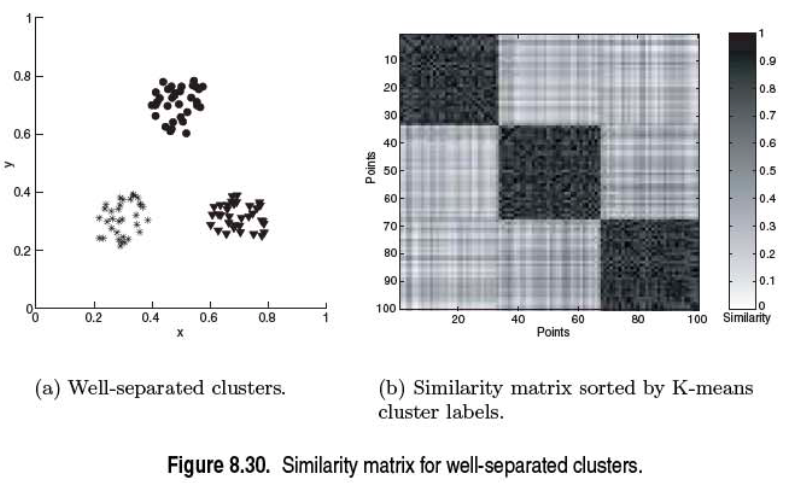 1
0.8
0.6
0.4
0.2
0
y
0 0.2 0.4 0.6 0.8 1
x
10
20
30
40
50
60
70
80
90
100
Points
20 40 60 80 100
Points
1
0.9
0.8
0.7
0.6
0.5
0.4
0.3
0.2
0.1
0
Similarity
(a) Well-separated clusters.
(b) Similarity matrix sorted by K-means
cluster labels.
Figure 8.30. Similarity matrix for well-separated clusters.